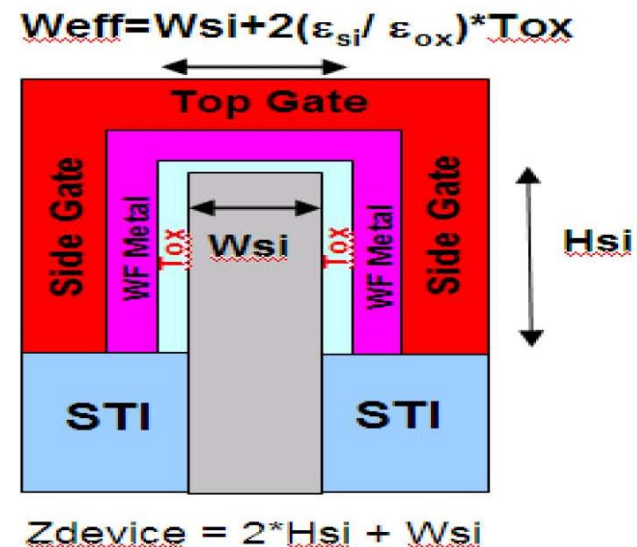 Weff=Wsi+2(εsi/ εox)*Tox
Top Gate
Side Gate
WF Metal
Tox
Wsi
Tox
WF Metal
Side Gate
Hsi
STI
STI
Zdevice = 2*Hsi + Wsi